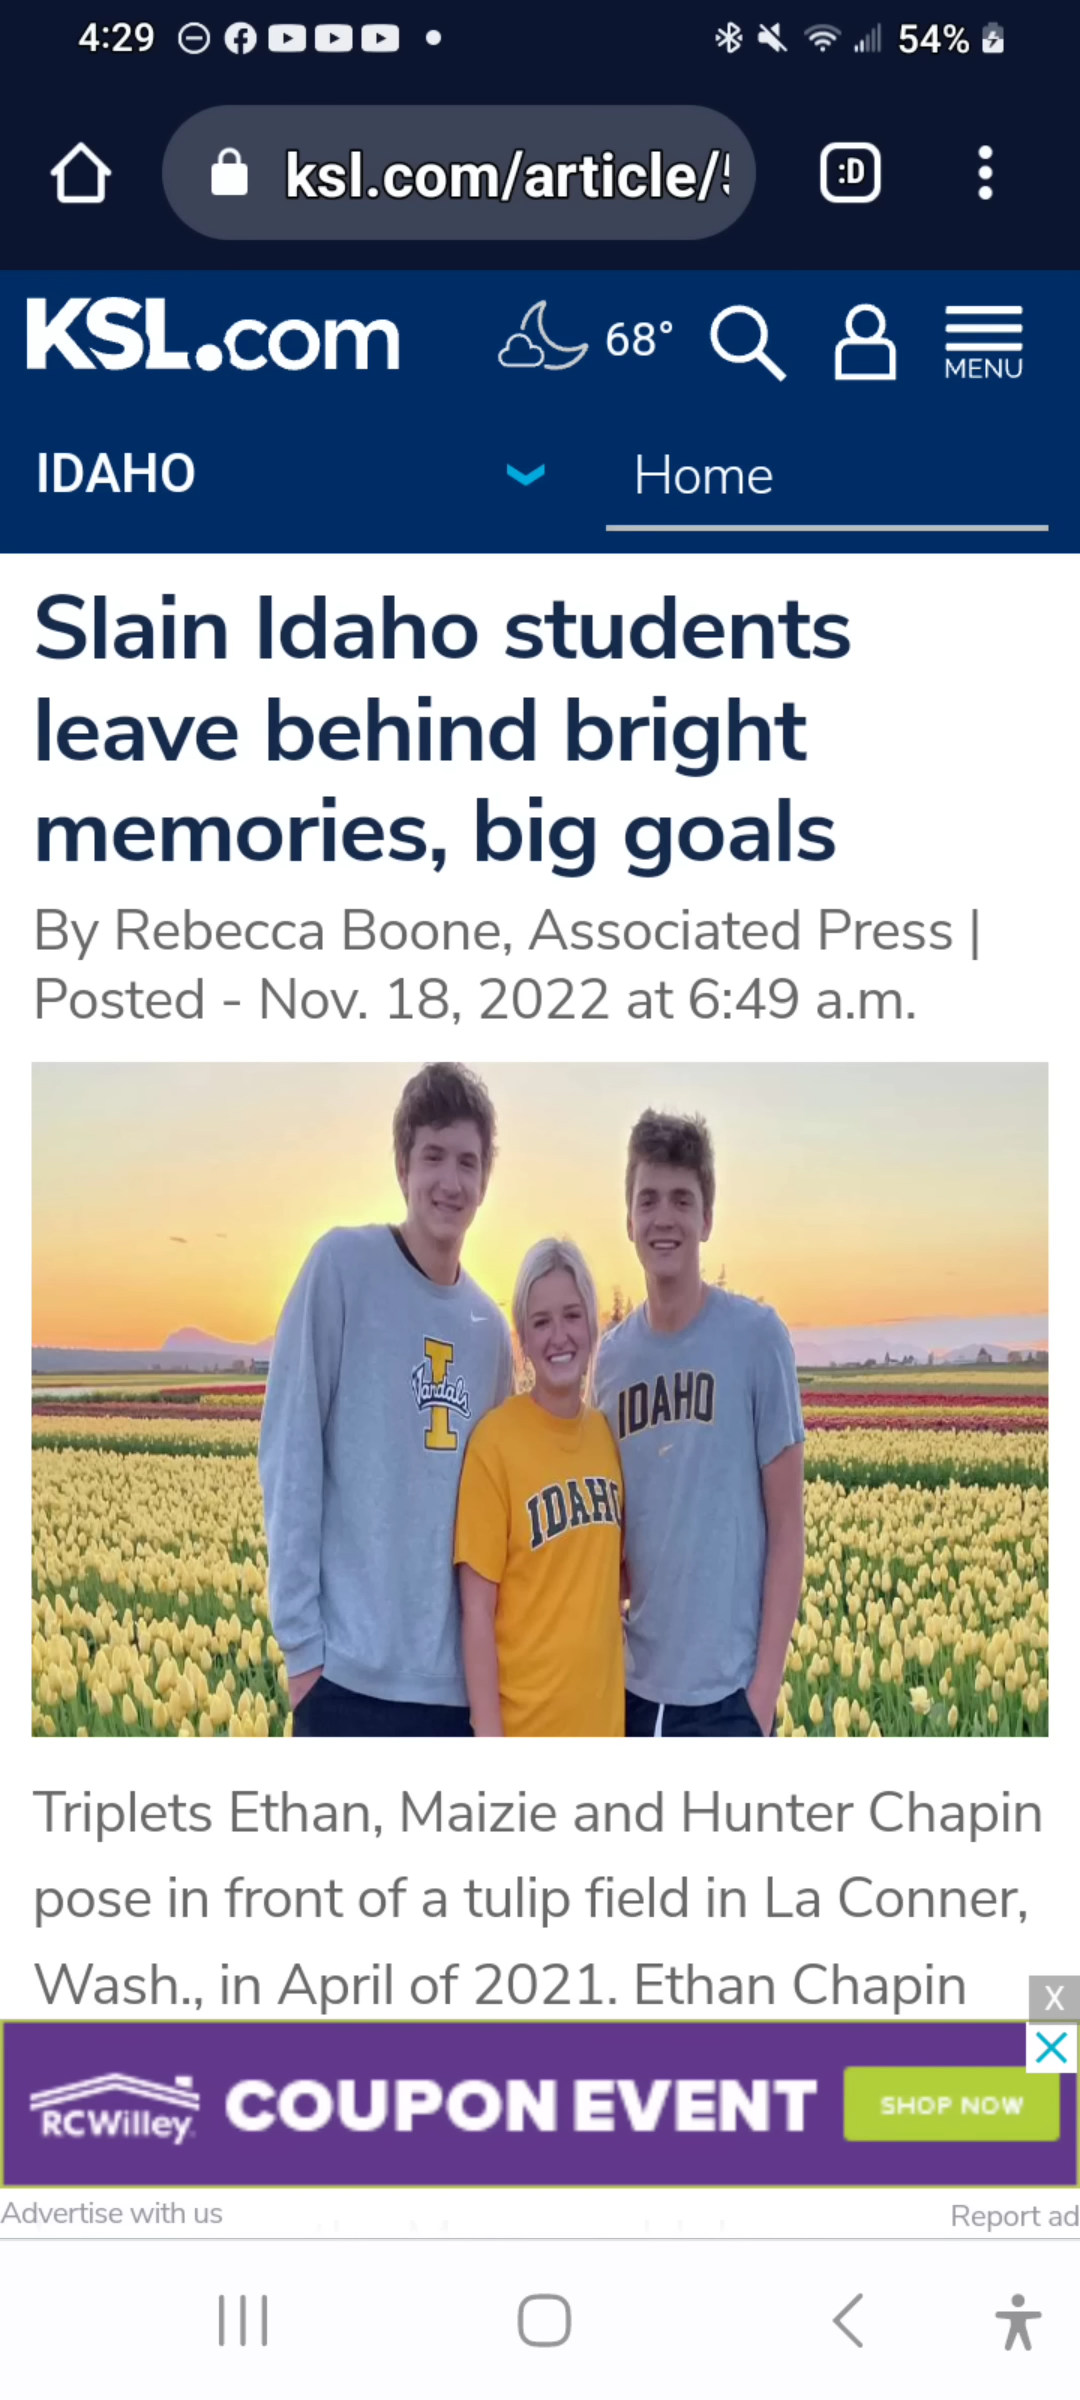 4:29
54%
ksl.com/article/
:D
KSL.com
68°
MENU
IDAHO
Home
Slain Idaho students
leave behind bright
memories, big goals
By Rebecca Boone, Associated Press |
Posted - Nov. 18, 2022 at 6:49 a.m.
I
Vandals
IDAHO
IDAHO
Triplets Ethan, Maizie and Hunter Chapin
pose in front of a tulip field in La Conner,
Wash., in April of 2021. Ethan Chapin
X
RCWilley
COUPON EVENT
SHOP NOW
Advertise with us
Report ad